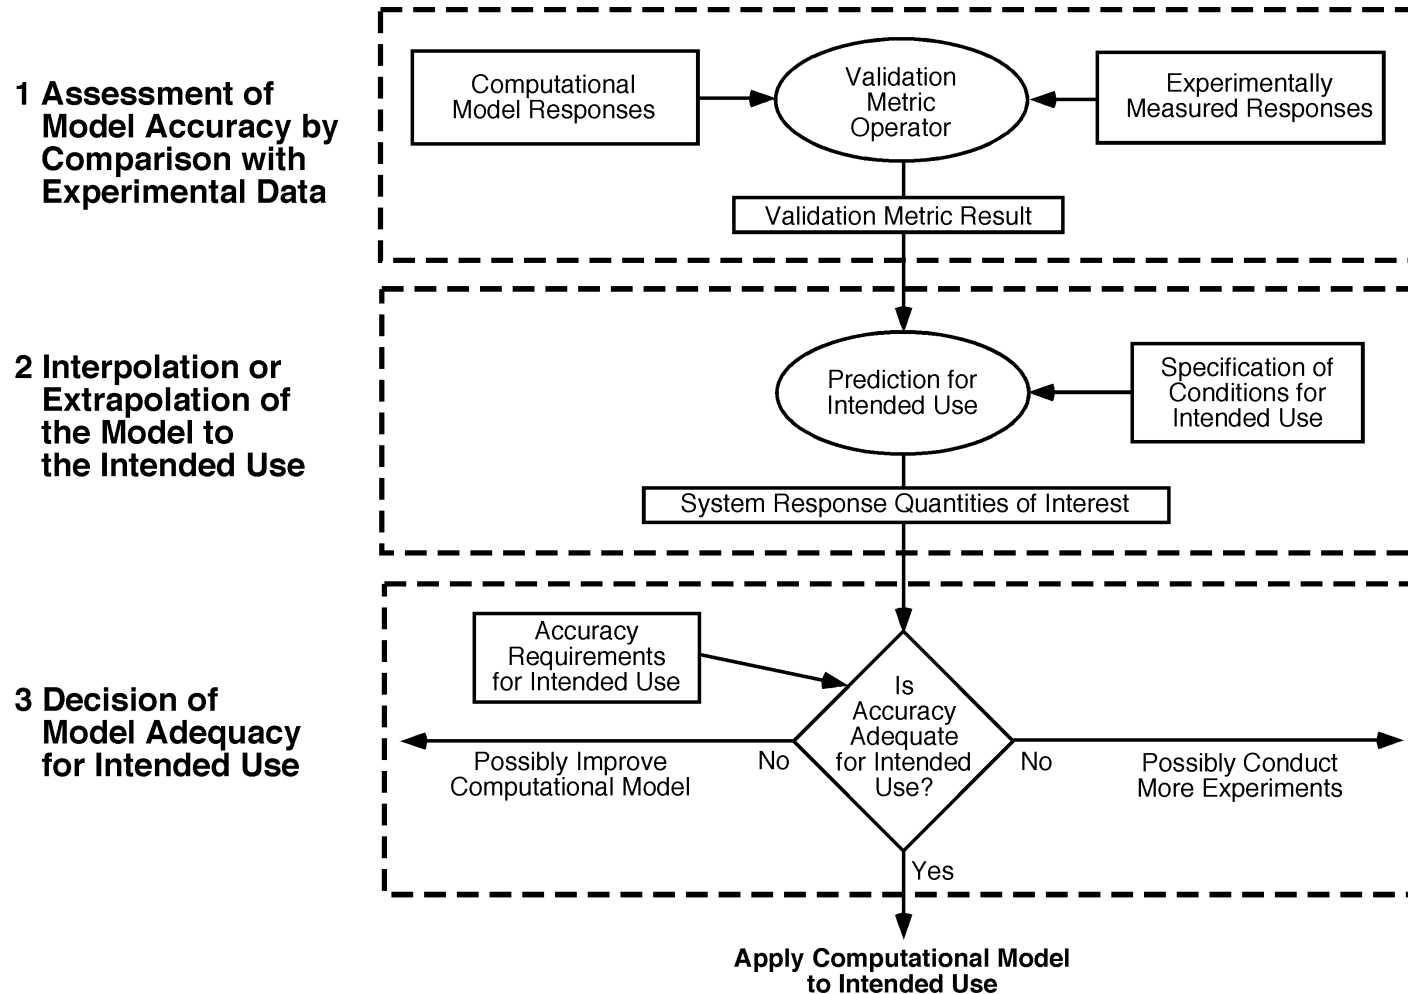 1 Assessment of
Model Accuracy by
Comparison with
Experimental Data
Computational
Model Responses
Validation
Metric
Operator
Experimentally
Measured Responses
Validation Metric Result
2 Interpolation or
Extrapolation of
the Model to
the Intended Use
Prediction for
Intended Use
Specification of
Conditions for
Intended Use
System Response Quantities of Interest
3 Decision of
Model Adequacy
for Intended Use
Accuracy
Requirements
for Intended Use
Is
Accuracy
Adequate
for Intended
Use?
No
Possibly Improve
Computational Model
No
Possibly Conduct
More Experiments
Yes
Apply Computational Model
to Intended Use